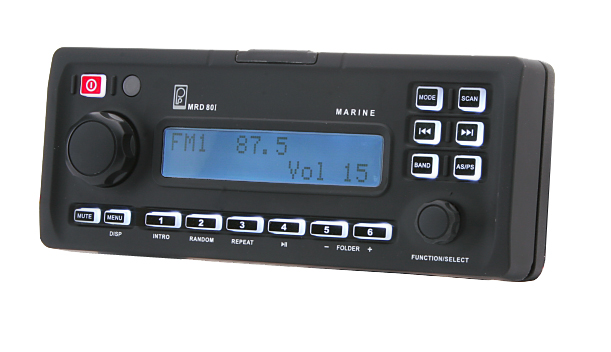 MRD 80I
MARINE
FM1 87.5
Vol 15
MODE SCAN
BAND AS/PS
MUTE MENU 1 2 3 4 5 6
DISP INTRO RANDOM REPEAT − FOLDER +
FUNCTION/SELECT